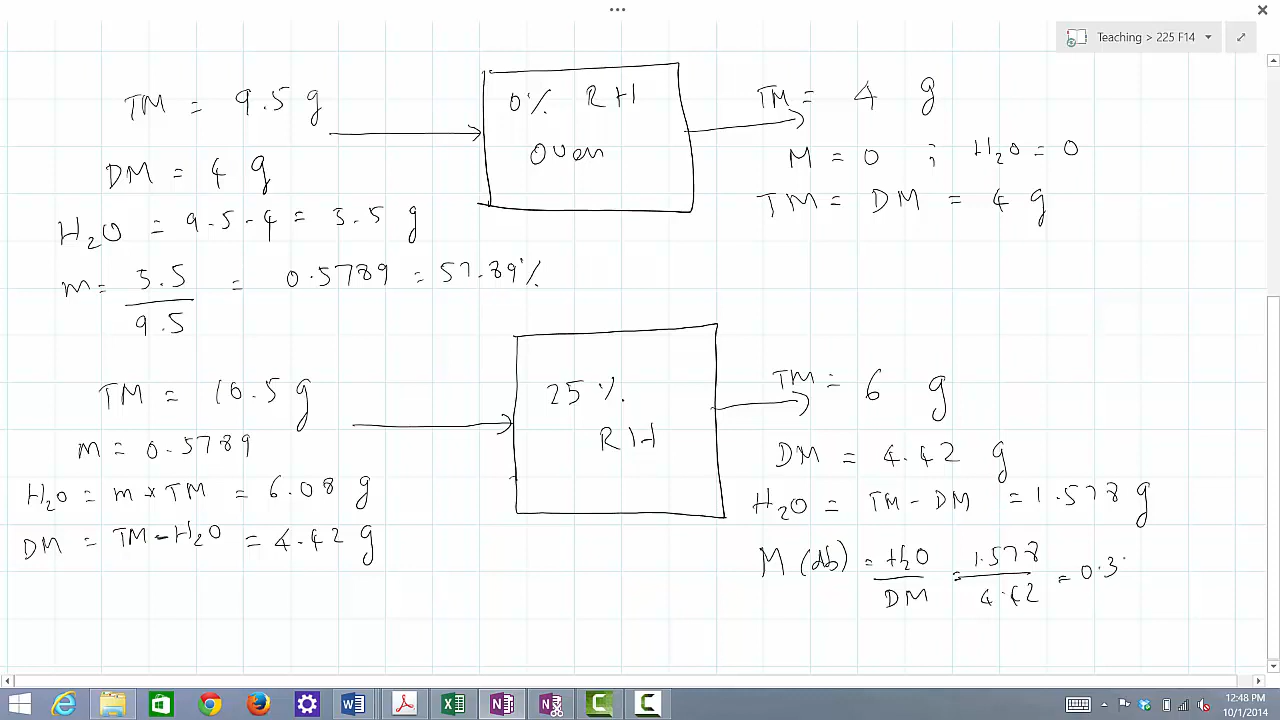 Teaching > 225 F14
TM = 9.5 g
DM = 4 g
H2O = 9.5 - 4 = 5.5 g
m = 5.5 / 9.5 = 0.5789 = 57.89%
0% RH
Oven
TM = 4 g
M = 0 ; H2O = 0
TM = DM = 4 g
TM = 10.5 g
m = 0.5789
H2O = m x TM = 6.08 g
DM = TM - H2O = 4.42 g
25 %
RH
TM = 6 g
DM = 4.42 g
H2O = TM - DM = 1.578 g
M (db) = H2O / DM = 1.578 / 4.42 = 0.3
12:48 PM
10/1/2014